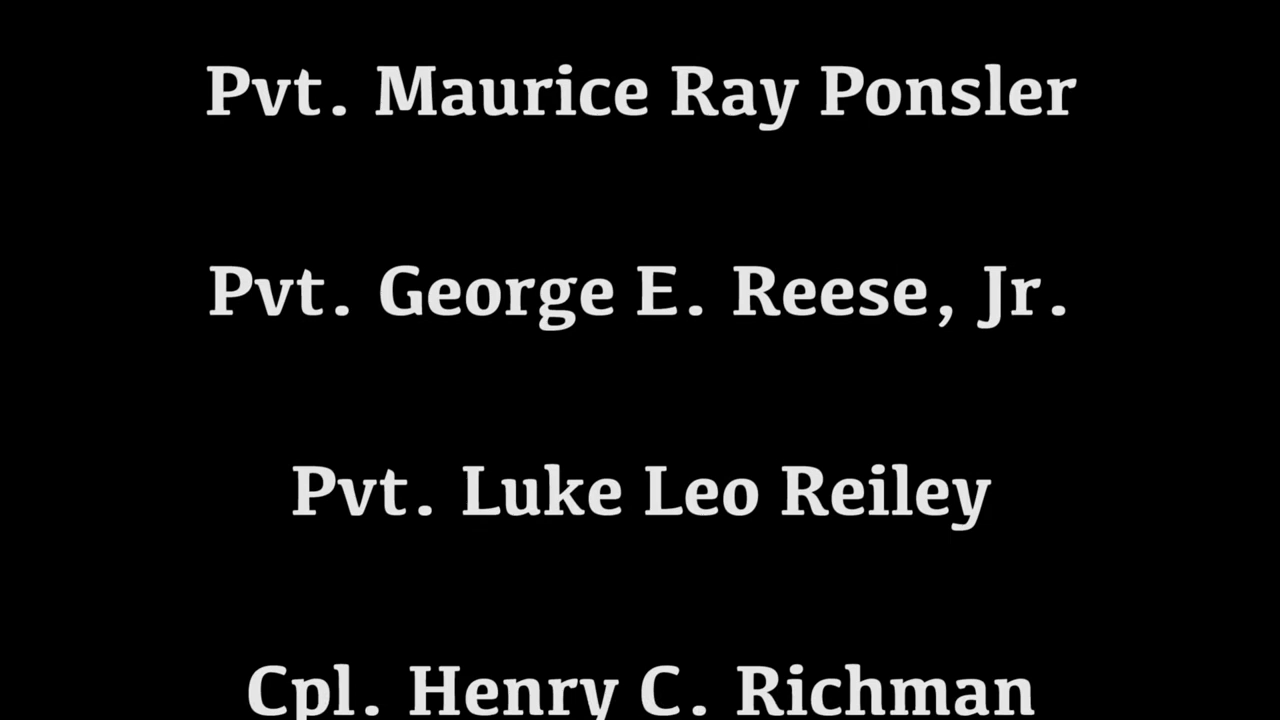 Pvt. Maurice Ray Ponsler
Pvt. George E. Reese, Jr.
Pvt. Luke Leo Reiley
Cpl. Henry C. Richman